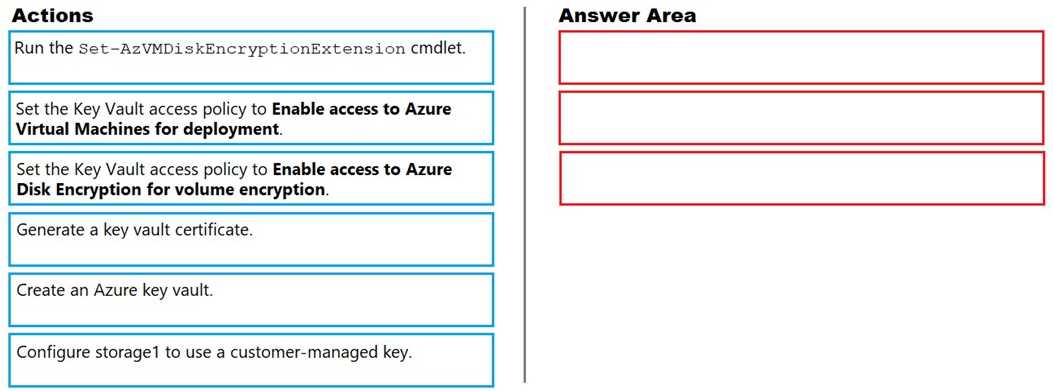 Actions
Run the Set-AzVMDiskEncryptionExtension cmdlet.
Set the Key Vault access policy to Enable access to Azure
Virtual Machines for deployment.
Set the Key Vault access policy to Enable access to Azure
Disk Encryption for volume encryption.
Generate a key vault certificate.
Create an Azure key vault.
Configure storage1 to use a customer-managed key.
Answer Area